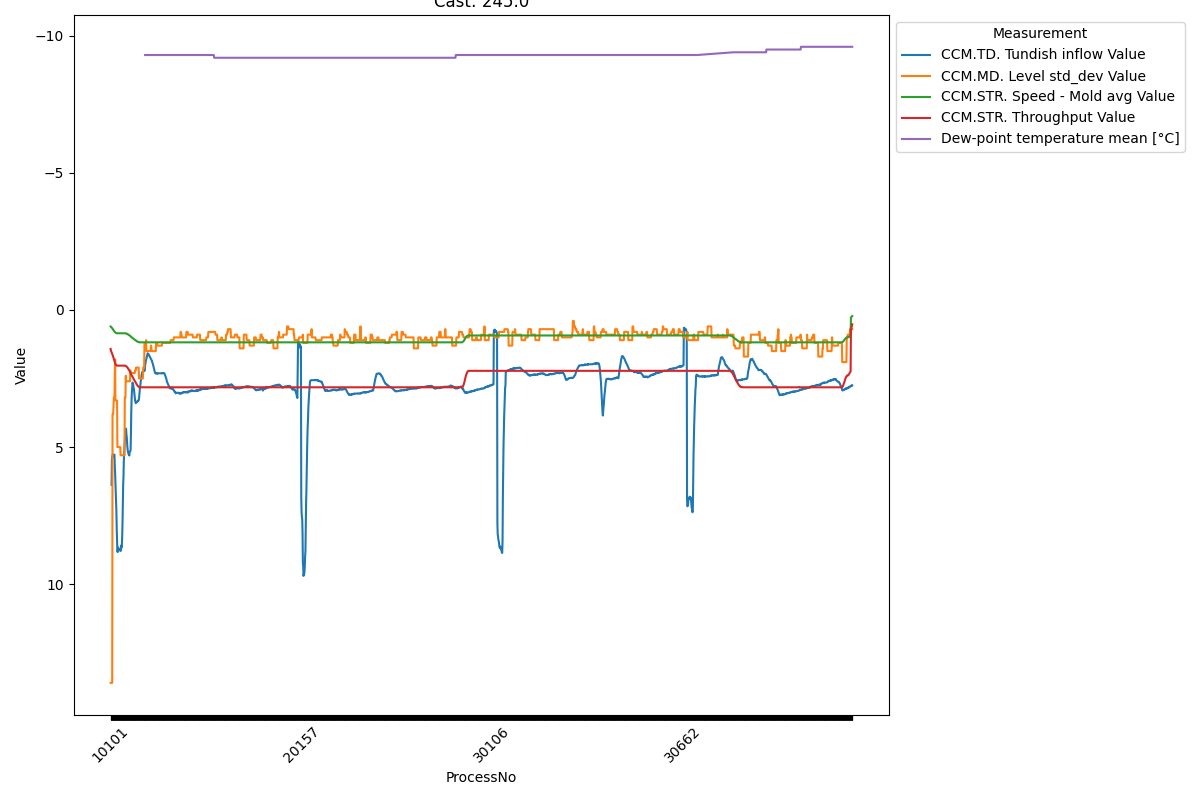 Cast: 245.0
Measurement
CCM.TD. Tundish inflow Value
CCM.MD. Level std_dev Value
CCM.STR. Speed - Mold avg Value
CCM.STR. Throughput Value
Dew-point temperature mean [°C]
Value
−10
−5
0
5
10
10101
20157
30106
30662
ProcessNo